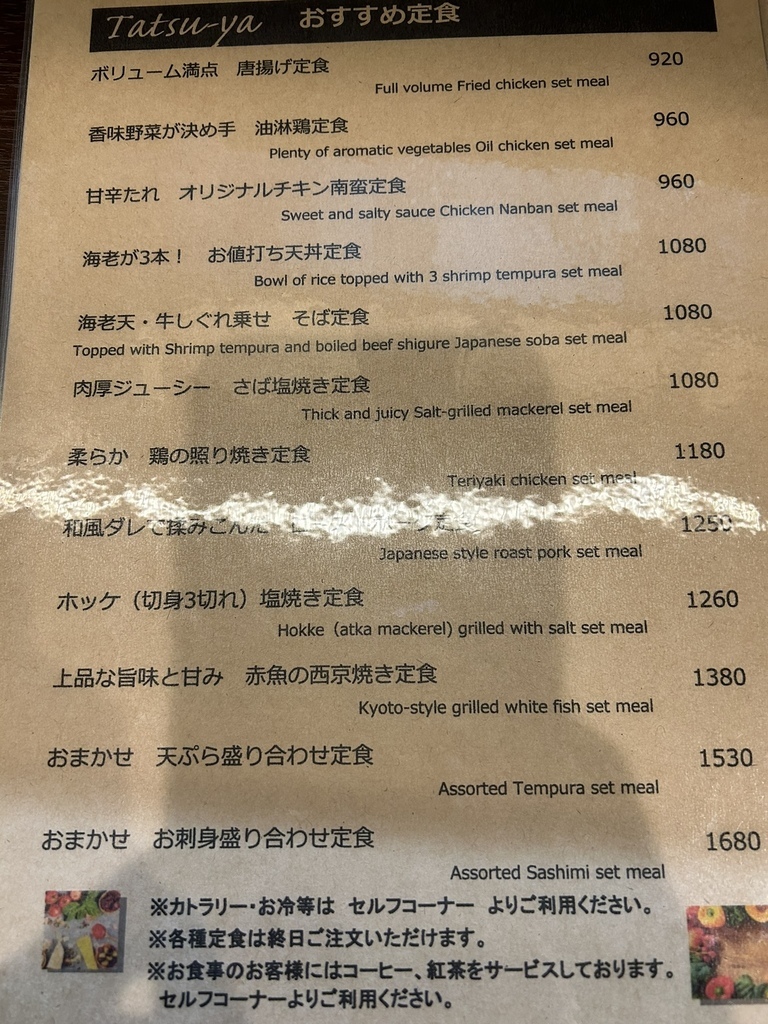 Tatsu-ya おすすめ定食
ボリューム満点 唐揚げ定食 920
Full volume Fried chicken set meal
香味野菜が決め手 油淋鶏定食 960
Plenty of aromatic vegetables Oil chicken set meal
甘辛たれ オリジナルチキン南蛮定食 960
Sweet and salty sauce Chicken Nanban set meal
海老が3本！ お値打ち天丼定食 1080
Bowl of rice topped with 3 shrimp tempura set meal
海老天・牛しぐれ乗せ そば定食 1080
Topped with Shrimp tempura and boiled beef shigure Japanese soba set meal
肉厚ジューシー さば塩焼き定食 1080
Thick and juicy Salt-grilled mackerel set meal
柔らか 鶏の照り焼き定食 1180
Teriyaki chicken set meal
和風ダレで揉みこんだ 定食 1250
Japanese style roast pork set meal
ホッケ（切身3切れ）塩焼き定食 1260
Hokke（atka mackerel) grilled with salt set meal
上品な旨味と甘み 赤魚の西京焼き定食 1380
Kyoto-style grilled white fish set meal
おまかせ 天ぷら盛り合わせ定食 1530
Assorted Tempura set meal
おまかせ お刺身盛り合わせ定食 1680
Assorted Sashimi set meal
※カトラリー・お冷等は セルフコーナー よりご利用ください。
※各種定食は終日ご注文いただけます。
※お食事のお客様にはコーヒー、紅茶をサービスしております。
セルフコーナーよりご利用ください。